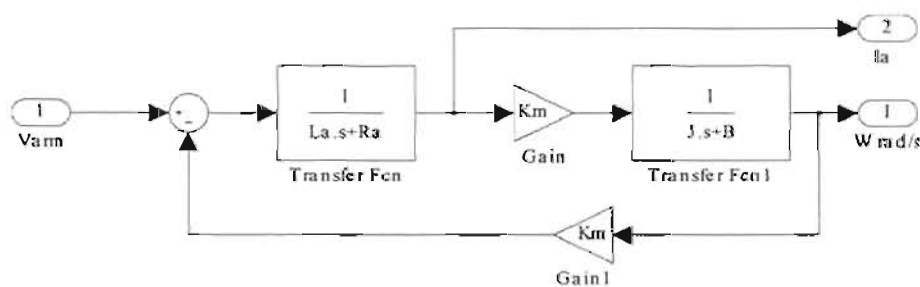 2
Ia
1
Varm
+
-
1
La.s+Ra
Transfer Fcn
Km
Gain
1
J.s+B
Transfer Fcn1
1
W rad/s
Km
Gain1